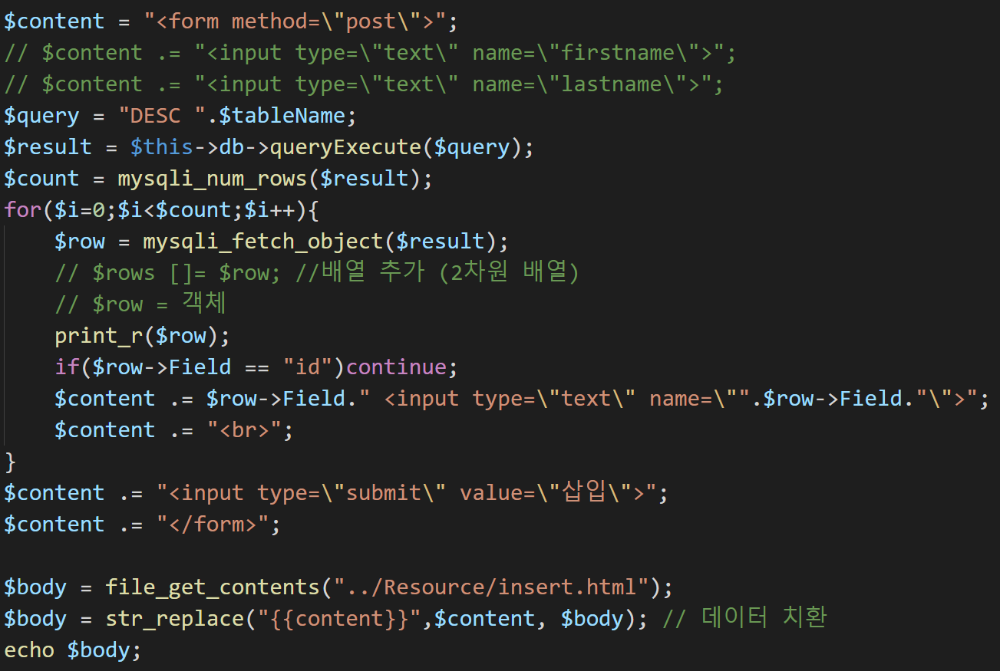 $content = "<form method=\"post\">";
// $content .= "<input type=\"text\" name=\"firstname\">";
// $content .= "<input type=\"text\" name=\"lastname\">";
$query = "DESC ".$tableName;
$result = $this->db->queryExecute($query);
$count = mysqli_num_rows($result);
for($i=0;$i<$count;$i++){
    $row = mysqli_fetch_object($result);
    // $rows []= $row; //배열 추가 (2차원 배열)
    // $row = 객체
    print_r($row);
    if($row->Field == "id")continue;
    $content .= $row->Field." <input type=\"text\" name=\"".$row->Field."\">";
    $content .= "<br>";
}
$content .= "<input type=\"submit\" value=\"삽입\">";
$content .= "</form>";

$body = file_get_contents("../Resource/insert.html");
$body = str_replace("{{content}}",$content, $body); // 데이터 치환
echo $body;